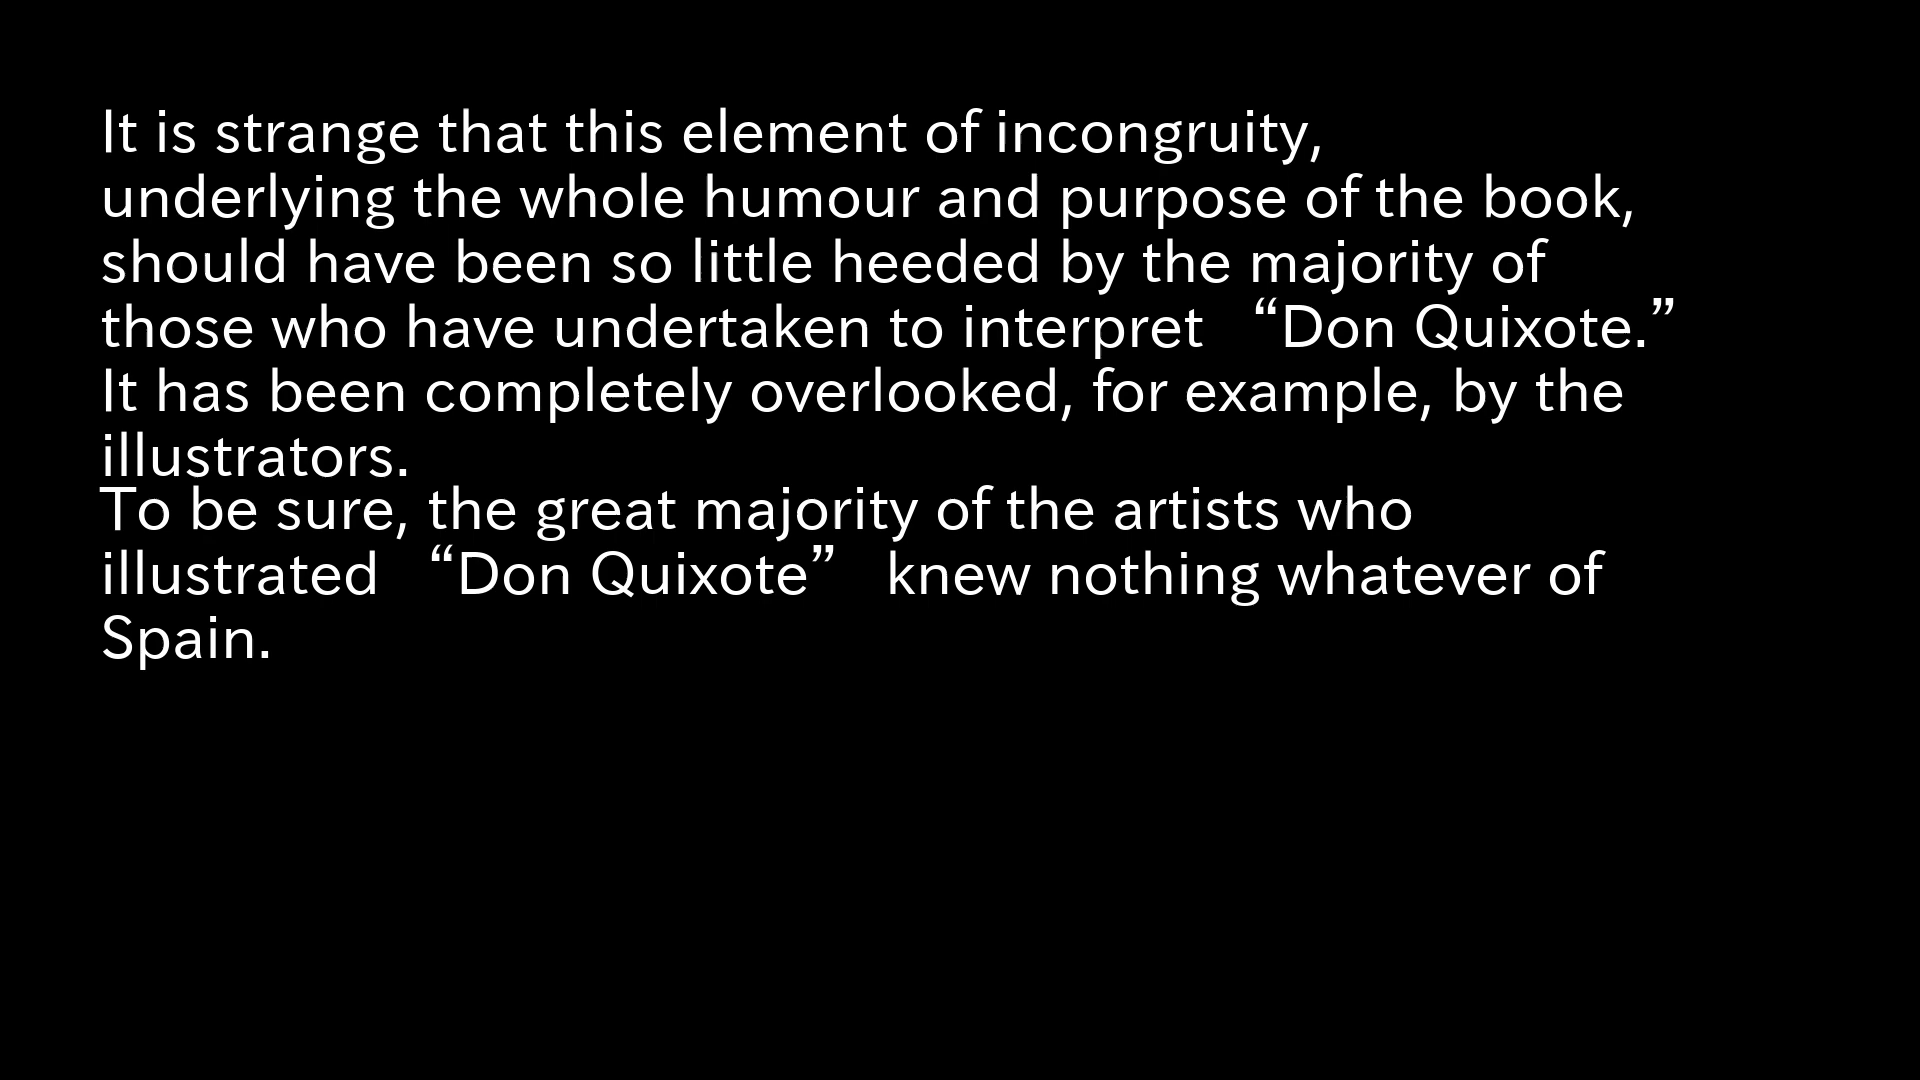 It is strange that this element of incongruity,
underlying the whole humour and purpose of the book,
should have been so little heeded by the majority of
those who have undertaken to interpret “Don Quixote.”
It has been completely overlooked, for example, by the
illustrators.
To be sure, the great majority of the artists who
illustrated “Don Quixote” knew nothing whatever of
Spain.